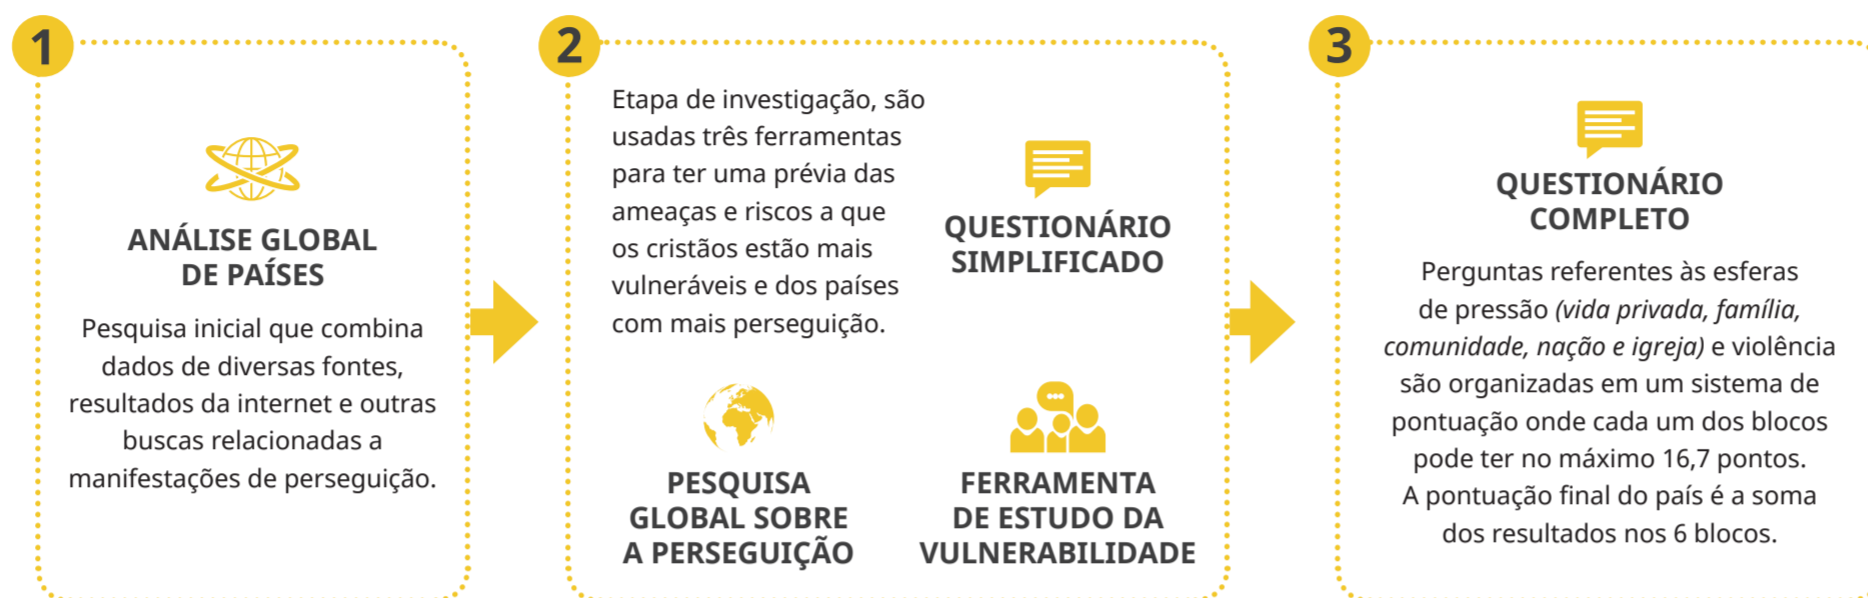 1
ANÁLISE GLOBAL
DE PAÍSES
Pesquisa inicial que combina
dados de diversas fontes,
resultados da internet e outras
buscas relacionadas a
manifestações de perseguição.
2
Etapa de investigação, são
usadas três ferramentas
para ter uma prévia das
ameaças e riscos a que
os cristãos estão mais
vulneráveis e dos países
com mais perseguição.
QUESTIONÁRIO
SIMPLIFICADO
PESQUISA
GLOBAL SOBRE
A PERSEGUIÇÃO
FERRAMENTA
DE ESTUDO DA
VULNERABILIDADE
3
QUESTIONÁRIO
COMPLETO
Perguntas referentes às esferas
de pressão (vida privada, família,
comunidade, nação e igreja) e violência
são organizadas em um sistema de
pontuação onde cada um dos blocos
pode ter no máximo 16,7 pontos.
A pontuação final do país é a soma
dos resultados nos 6 blocos.